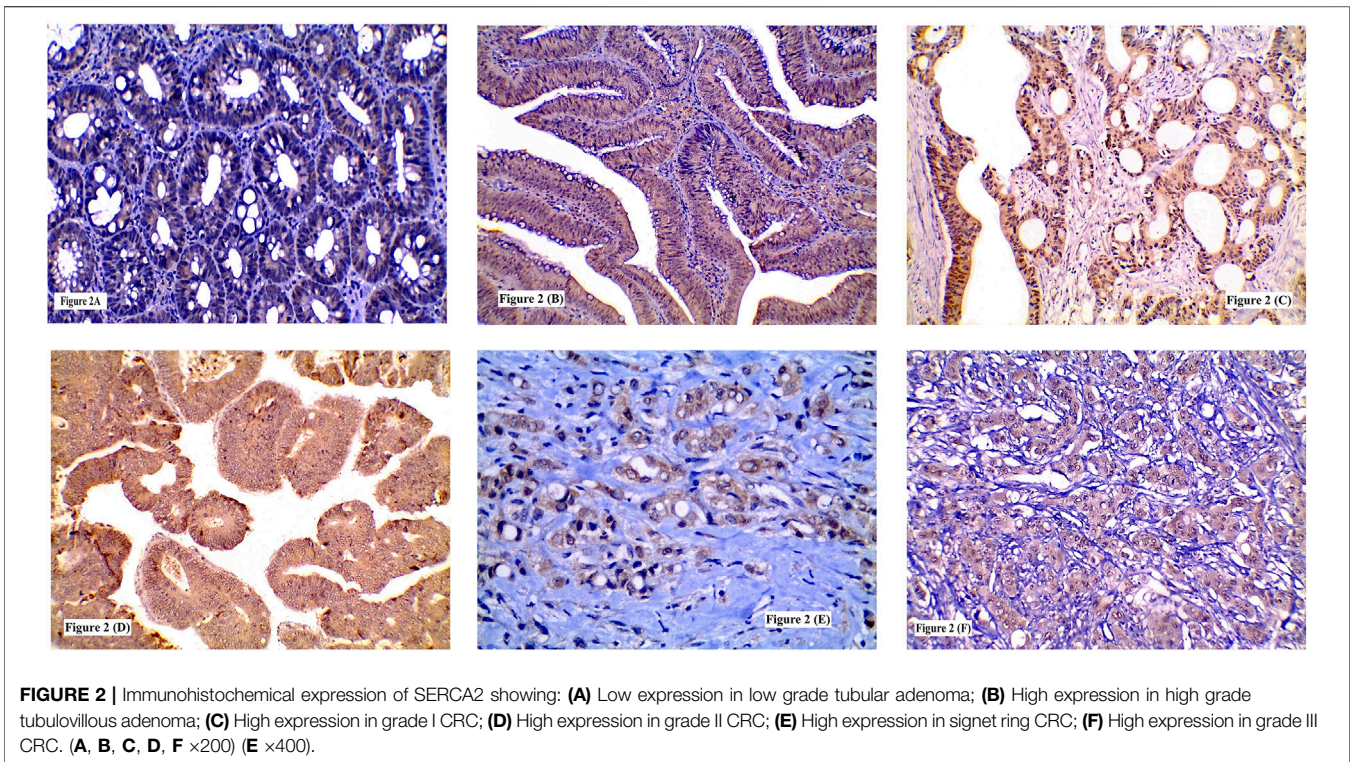 Figure 2A
Figure 2 (B)
Figure 2 (C)
Figure 2 (D)
Figure 2 (E)
Figure 2 (F)
FIGURE 2 | Immunohistochemical expression of SERCA2 showing: (A) Low expression in low grade tubular adenoma; (B) High expression in high grade
tubulovillous adenoma; (C) High expression in grade I CRC; (D) High expression in grade II CRC; (E) High expression in signet ring CRC; (F) High expression in grade III
CRC. (A, B, C, D, F ×200) (E ×400).